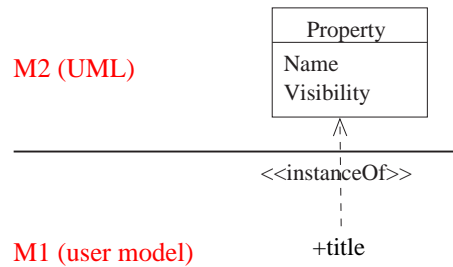 Property
M2 (UML)
Name
Visibility
<<instanceOf>>
M1 (user model)
+title